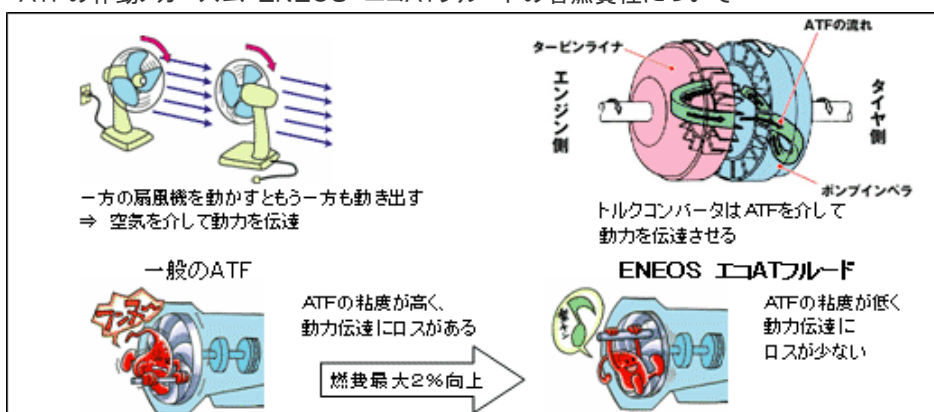 ATFの作動メカニズム: ENEOS エコATフルードの省燃費性について
ATFの流れ
タービンライナ
エンジン側
タイヤ側
ポンプインペラ
一方の扇風機を動かすともう一方も動き出す
⇒ 空気を介して動力を伝達
トルクコンバータはATFを介して
動力を伝達させる
一般のATF
ATFの粘度が高く、
動力伝達にロスがある
燃費最大2%向上
ENEOS エコATフルード
ATFの粘度が低く
動力伝達に
ロスが少ない